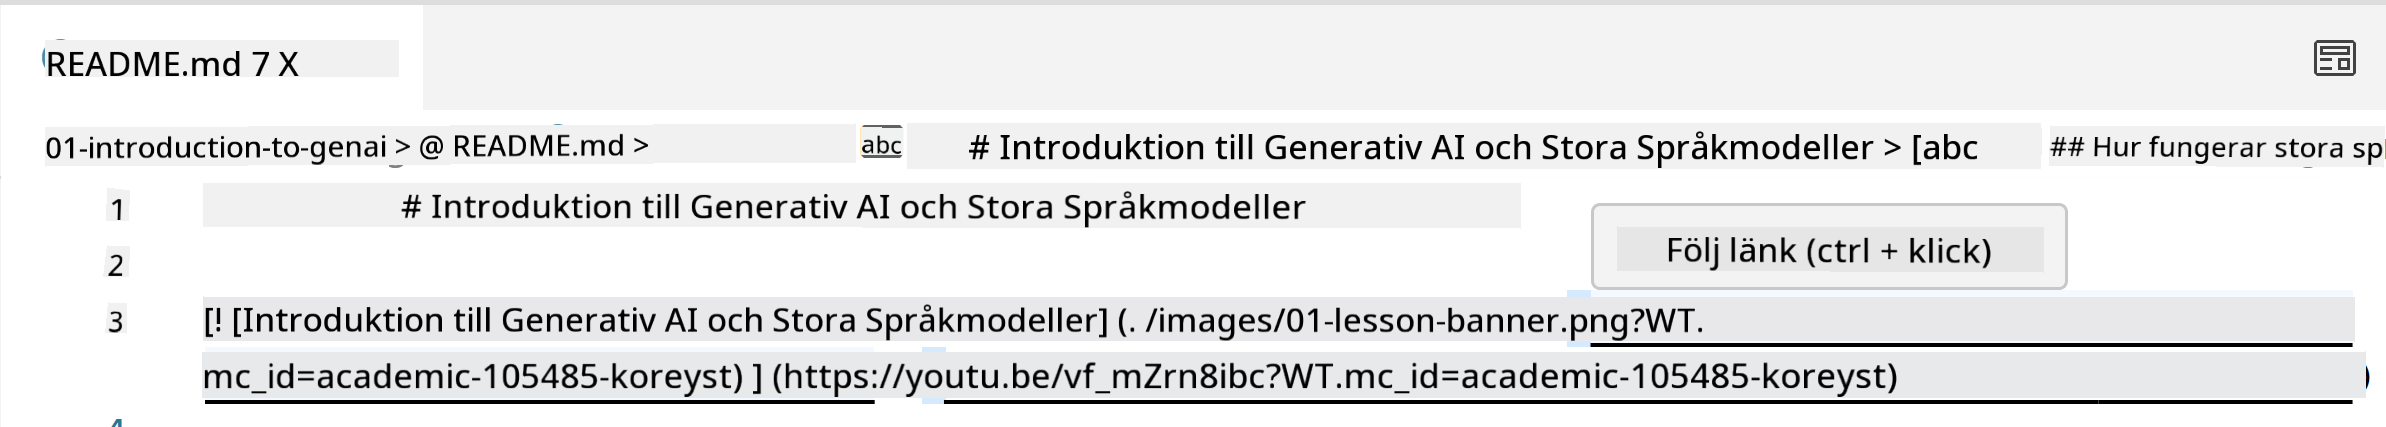 README.md 7 X
01-introduction-to-genai > @ README.md > abc # Introduktion till Generativ AI och Stora Språkmodeller > [abc ## Hur fungerar stora sp
1 # Introduktion till Generativ AI och Stora Språkmodeller
Följ länk (ctrl + klick)
2
3 [! [Introduktion till Generativ AI och Stora Språkmodeller] (. /images/01-lesson-banner.png?WT.
mc_id=academic-105485-koreyst) ] (https://youtu.be/vf_mZrn8ibc?WT.mc_id=academic-105485-koreyst)
4